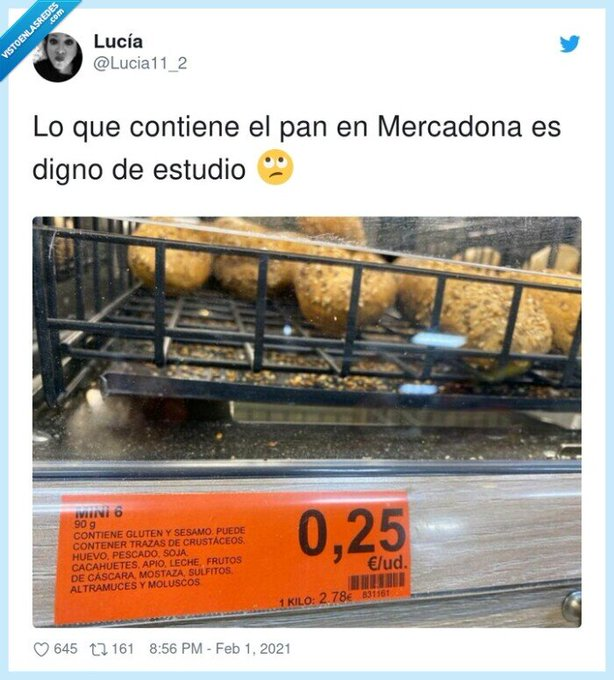 VISTOENLASREDES
.com
Lucía
@Lucia11_2
Lo que contiene el pan en Mercadona es
digno de estudio 🙄
MINI 6
90 g
CONTIENE GLUTEN Y SESAMO. PUEDE
CONTENER TRAZAS DE CRUSTÁCEOS,
HUEVO, PESCADO, SOJA,
CACAHUETES, APIO, LECHE, FRUTOS
DE CÁSCARA, MOSTAZA, SULFITOS,
ALTRAMUCES Y MOLUSCOS.
0,25
€/ud.
1 KILO: 2.78€ 831161
645 161 8:56 PM - Feb 1, 2021